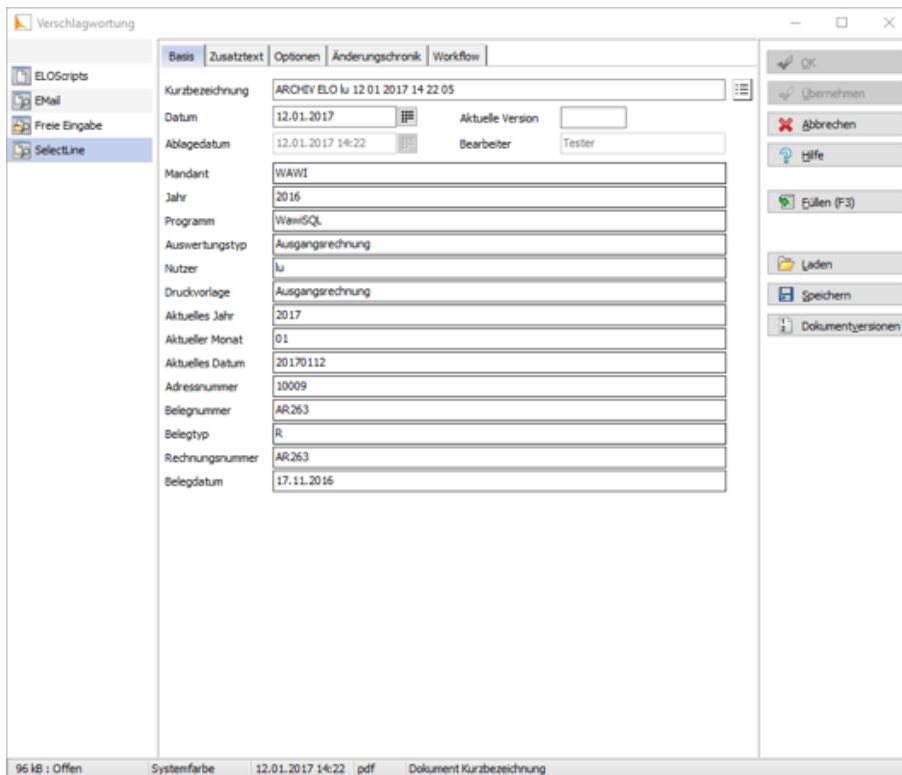 Verschlagwortung
ELOScripts
EMail
Freie Eingabe
SelectLine
Basis Zusatztext Optionen Änderungschronik Workflow
Kurzbezeichnung ARCHIV ELO lu 12 01 2017 14 22 05
Datum 12.01.2017 Aktuelle Version
Ablagedatum 12.01.2017 14:22 Bearbeiter Tester
Mandant WAWI
Jahr 2016
Programm WawiSQL
Auswertungstyp Ausgangsrechnung
Nutzer lu
Druckvorlage Ausgangsrechnung
Aktuelles Jahr 2017
Aktueller Monat 01
Aktuelles Datum 20170112
Adressnummer 10009
Belegnummer AR263
Belegtyp R
Rechnungsnummer AR263
Belegdatum 17.11.2016
OK
Übernehmen
Abbrechen
Hilfe
Füllen (F3)
Laden
Speichern
Dokumentversionen
96 kB : Offen Systemfarbe 12.01.2017 14:22 pdf Dokument Kurzbezeichnung